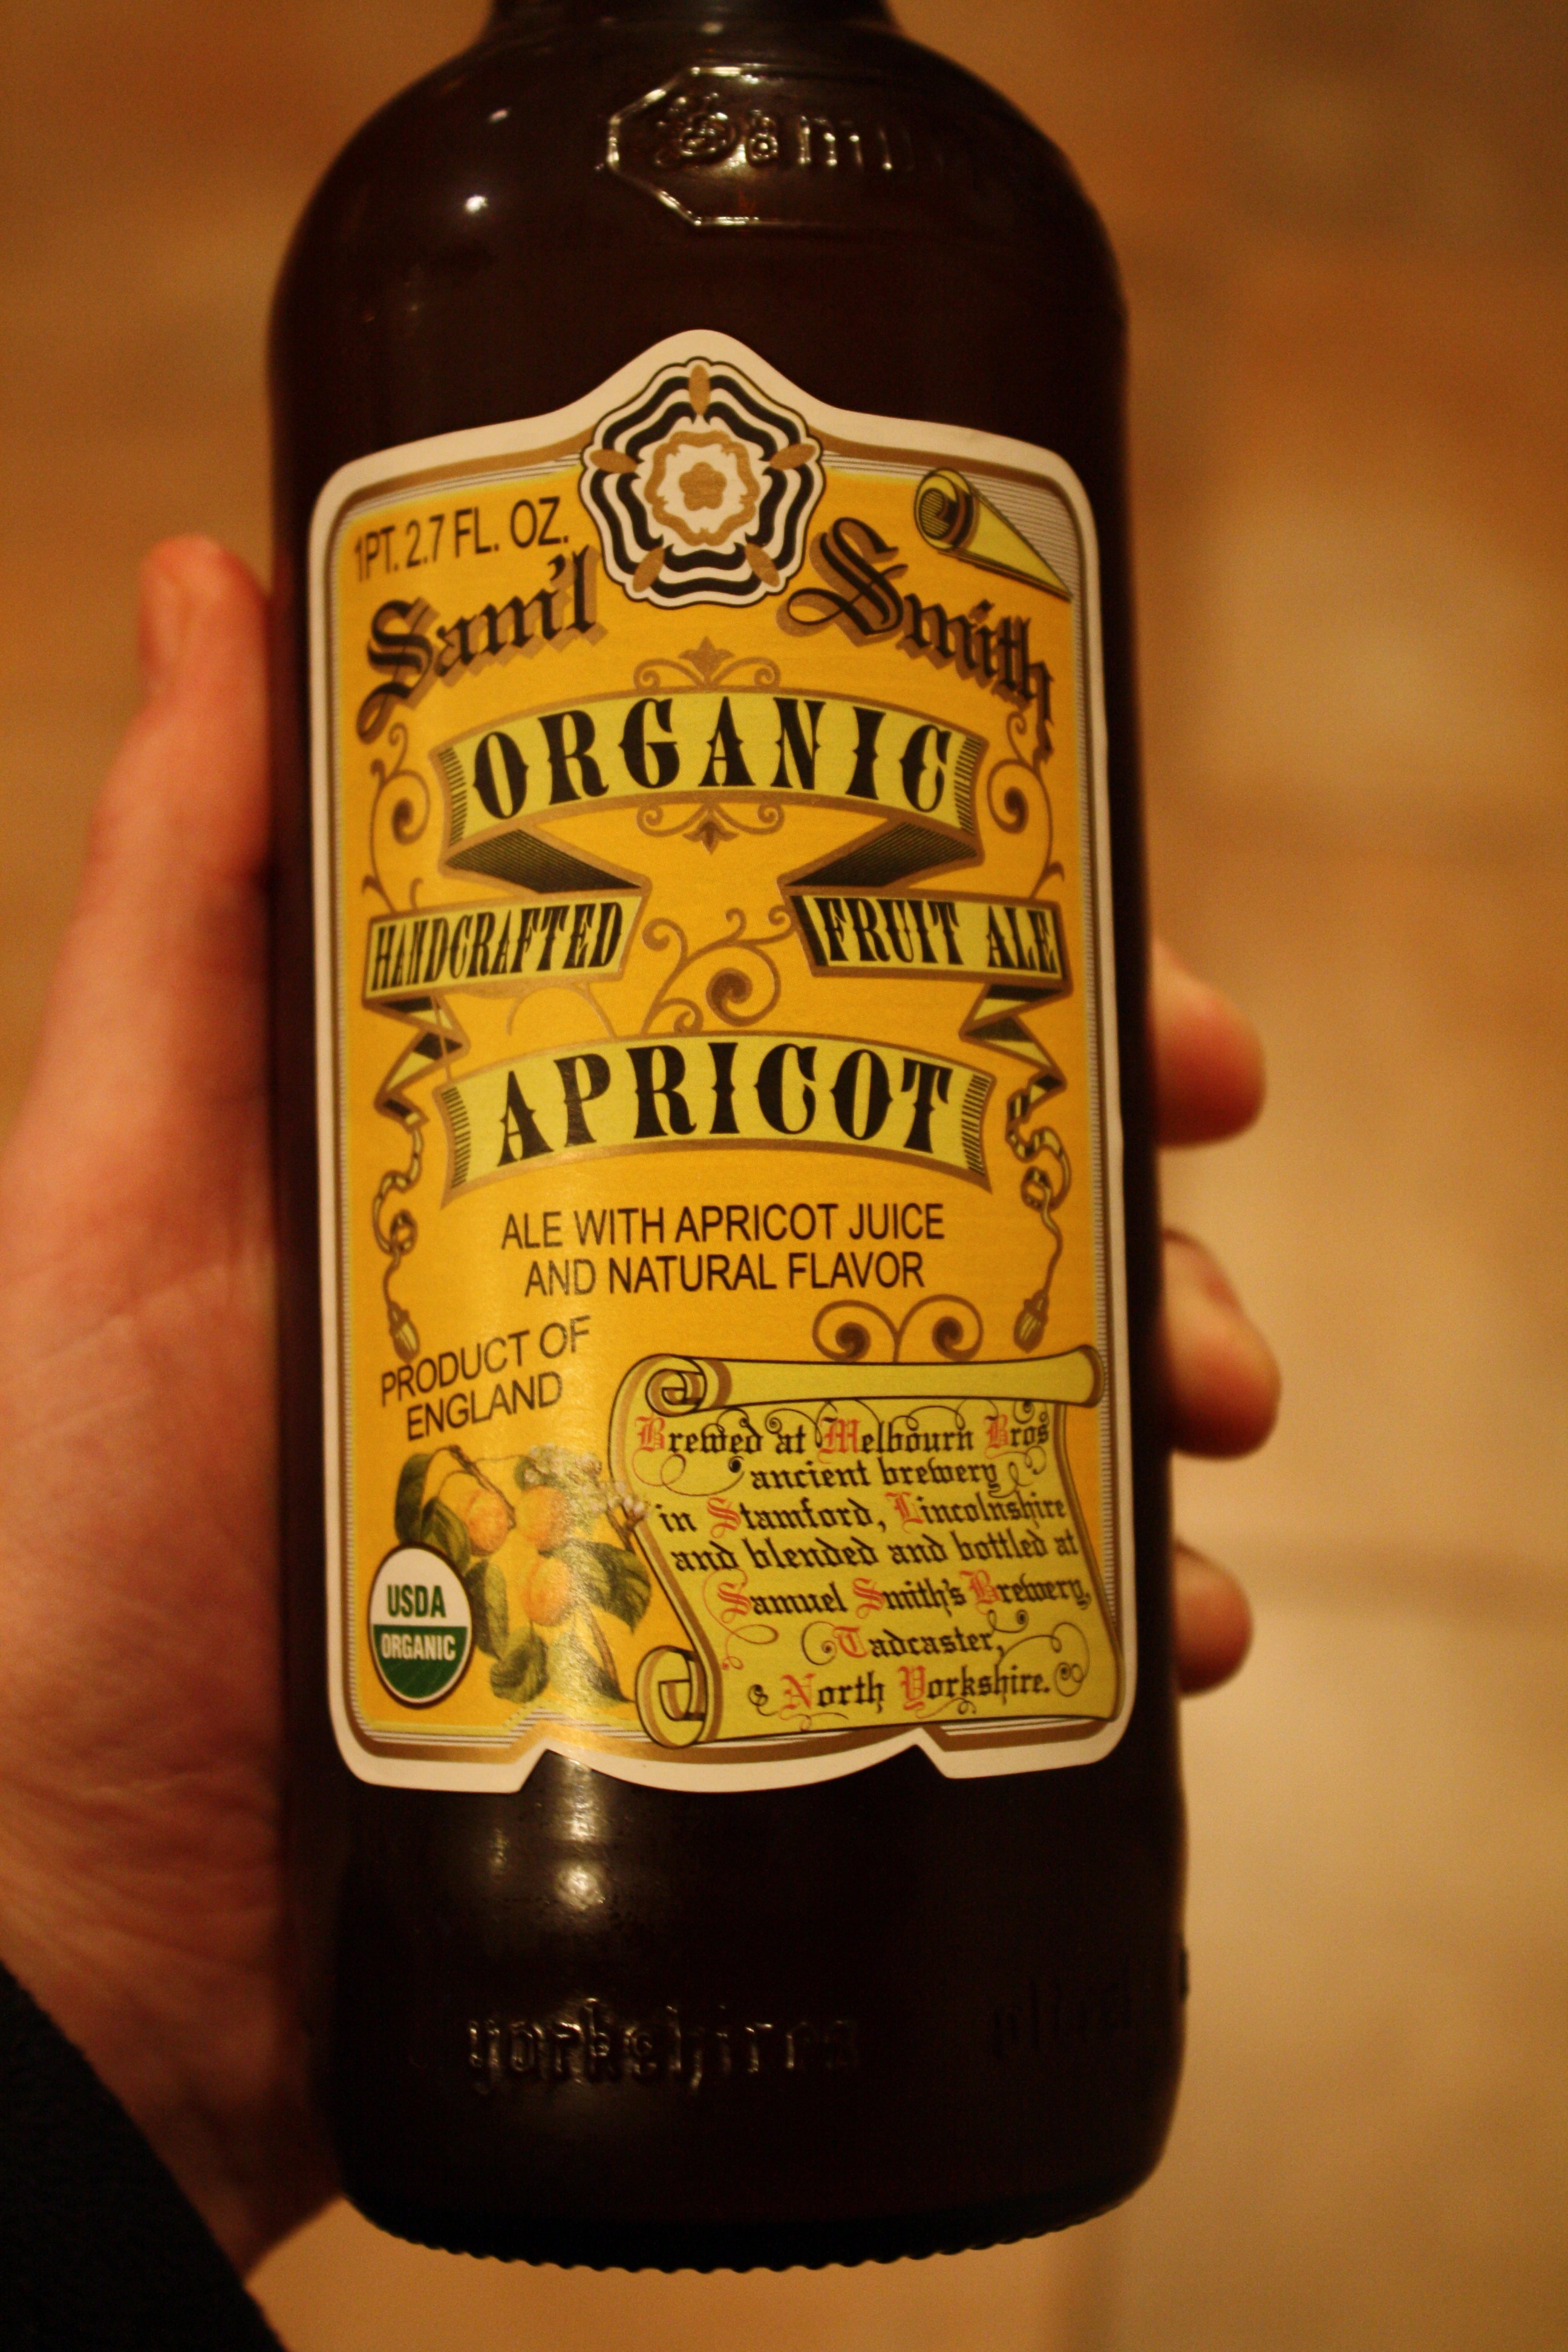 1PT. 2.7 FL. OZ.
Sam'l Smith
ORGANIC
HANDCRAFTED FRUIT ALE
APRICOT
ALE WITH APRICOT JUICE
AND NATURAL FLAVOR
PRODUCT OF
ENGLAND
USDA
ORGANIC
Brewed at Melbourn Bros
ancient brewery
in Stamford, Lincolnshire
and blended and bottled at
Samuel Smith's Brewery,
Tadcaster,
North Yorkshire.
yorkshires